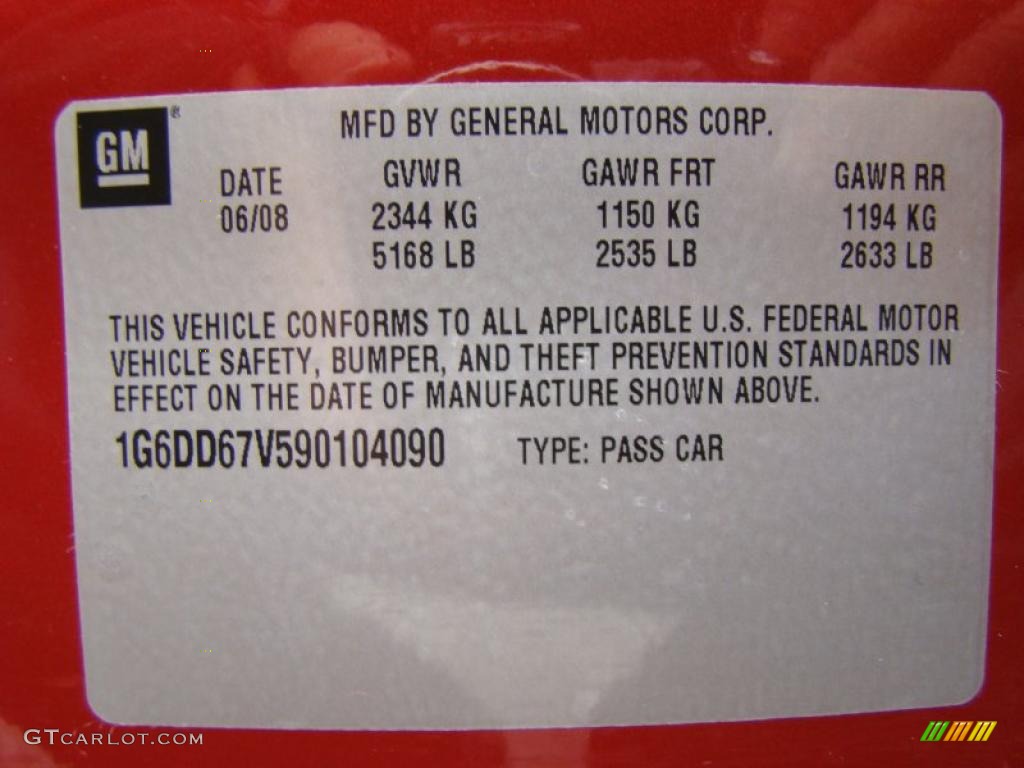 GM ®
MFD BY GENERAL MOTORS CORP.
DATE GVWR GAWR FRT GAWR RR
06/08 2344 KG 1150 KG 1194 KG
5168 LB 2535 LB 2633 LB
THIS VEHICLE CONFORMS TO ALL APPLICABLE U.S. FEDERAL MOTOR
VEHICLE SAFETY, BUMPER, AND THEFT PREVENTION STANDARDS IN
EFFECT ON THE DATE OF MANUFACTURE SHOWN ABOVE.
1G6DD67V590104090 TYPE: PASS CAR
GTCARLOT.COM